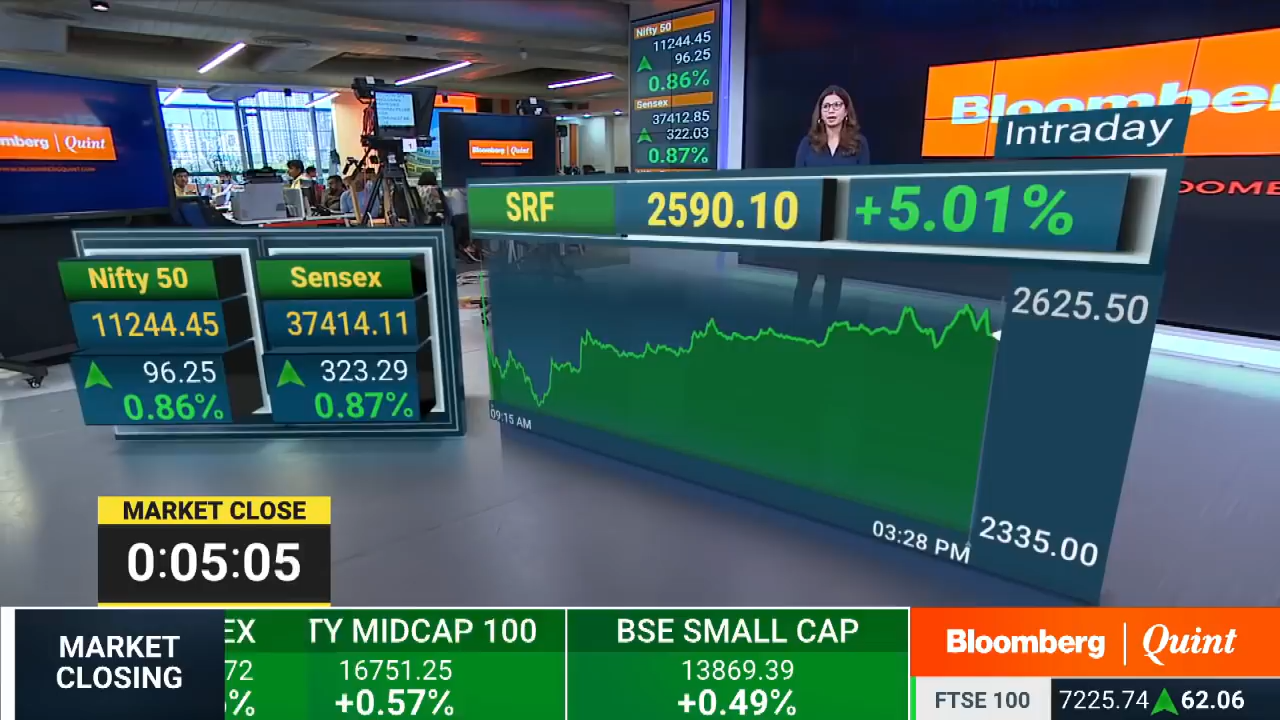 Nifty 50
11244.45
96.25
0.86%
Sensex
37412.85
322.03
0.87%
Bloomberg
Intraday
mberg | Quint
WWW.BLOOMBERGQUINT.COM
Bloomberg | Quint
SRF 2590.10 +5.01%
Nifty 50
11244.45
96.25
0.86%
Sensex
37414.11
323.29
0.87%
2625.50
09:15 AM
03:28 PM
2335.00
MARKET CLOSE
0:05:05
MARKET
CLOSING
EX
72
%
TY MIDCAP 100
16751.25
+0.57%
BSE SMALL CAP
13869.39
+0.49%
Bloomberg | Quint
FTSE 100 7225.74 62.06